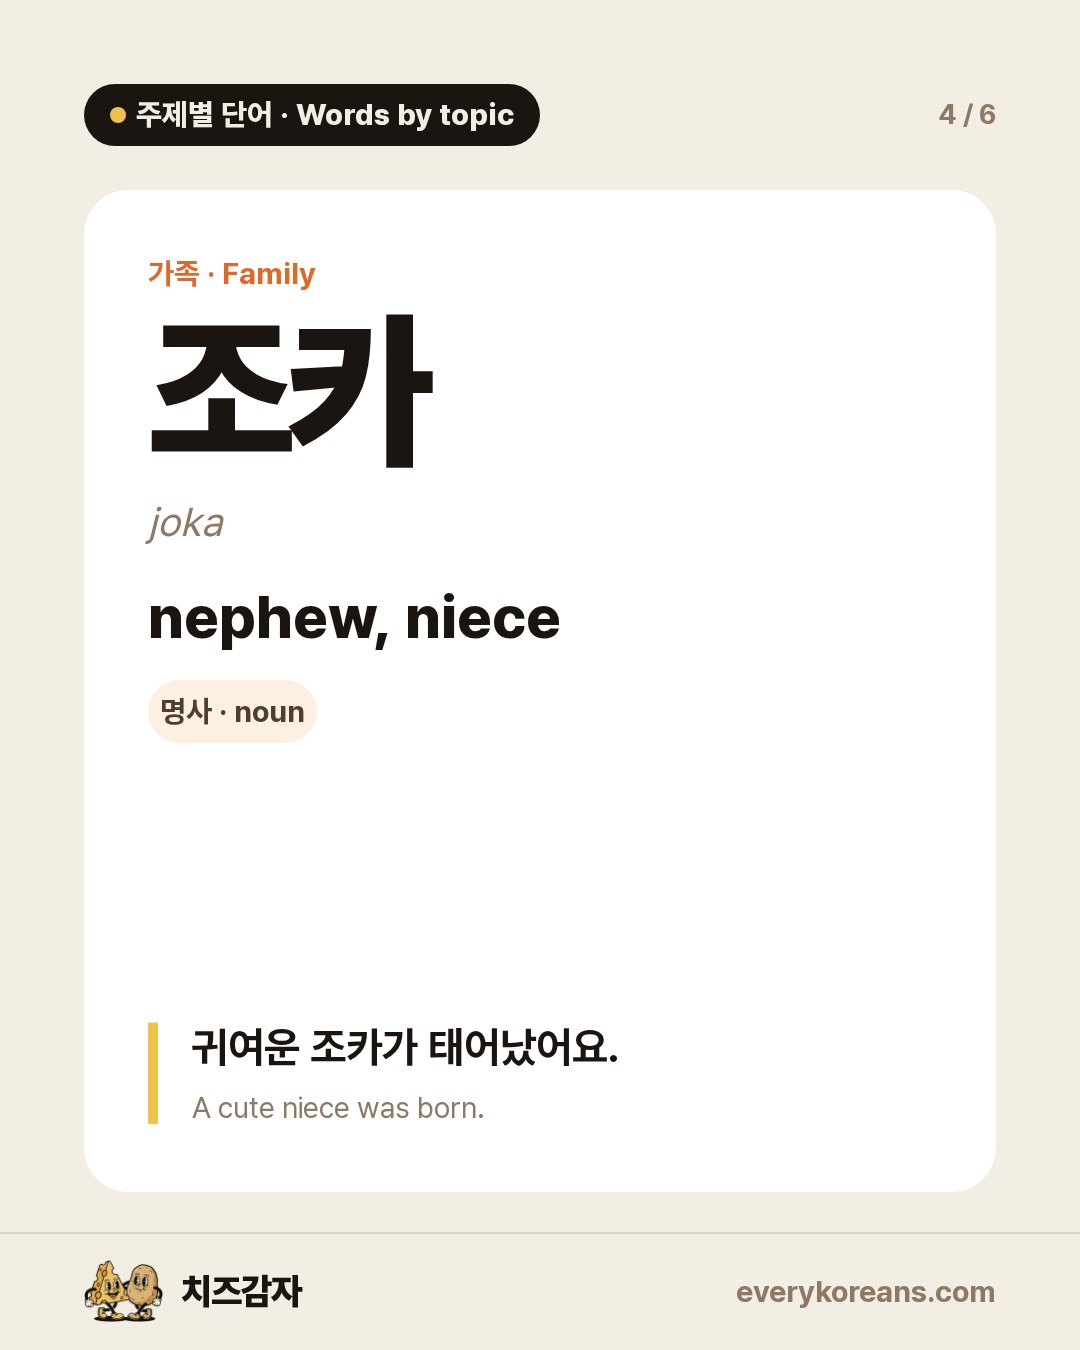 주제별 단어 · Words by topic
4 / 6
가족 · Family
조카
joka
nephew, niece
명사 · noun
귀여운 조카가 태어났어요.
A cute niece was born.
치즈감자
everykoreans.com